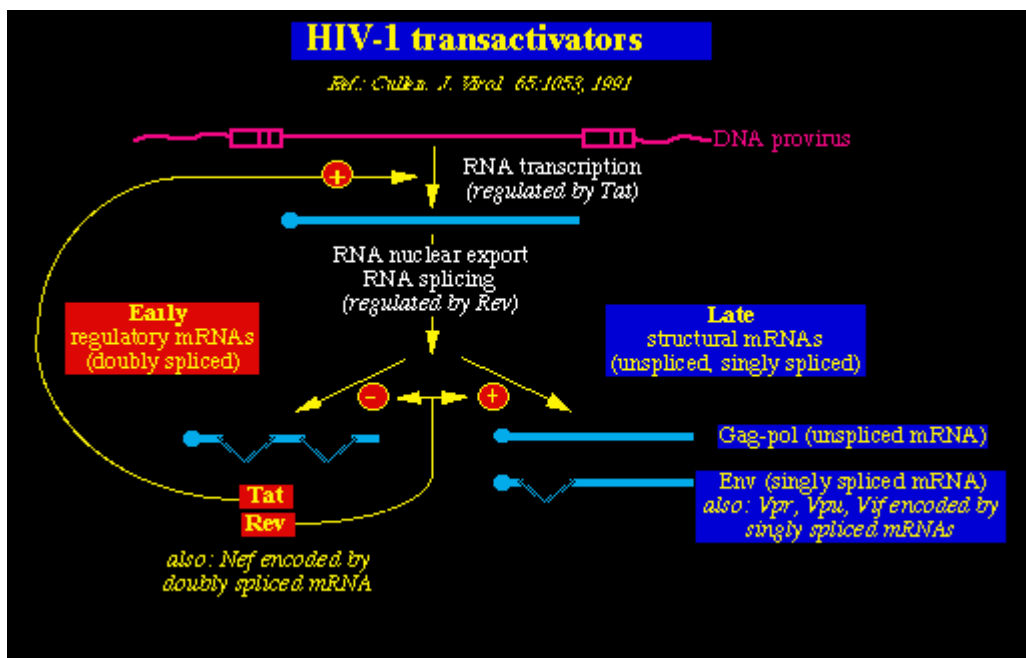 HIV-1 transactivators
Ref.: Cullen. J. Virol 65:1053, 1991
DNA provirus
+
RNA transcription
(regulated by Tat)
RNA nuclear export
RNA splicing
(regulated by Rev)
Early
regulatory mRNAs
(doubly spliced)
Late
structural mRNAs
(unspliced, singly spliced)
-
+
Gag-pol (unspliced mRNA)
Env (singly spliced mRNA)
also: Vpr, Vpu, Vif encoded by
singly spliced mRNAs
Tat
Rev
also: Nef encoded by
doubly spliced mRNA